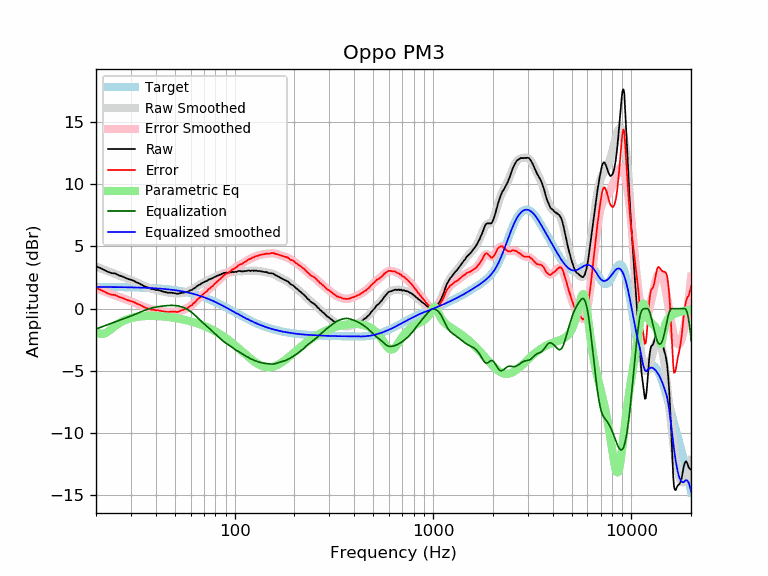 Oppo PM3
Target
Raw Smoothed
Error Smoothed
Raw
Error
Parametric Eq
Equalization
Equalized smoothed
15
10
5
0
−5
−10
−15
Amplitude (dBr)
100
1000
10000
Frequency (Hz)